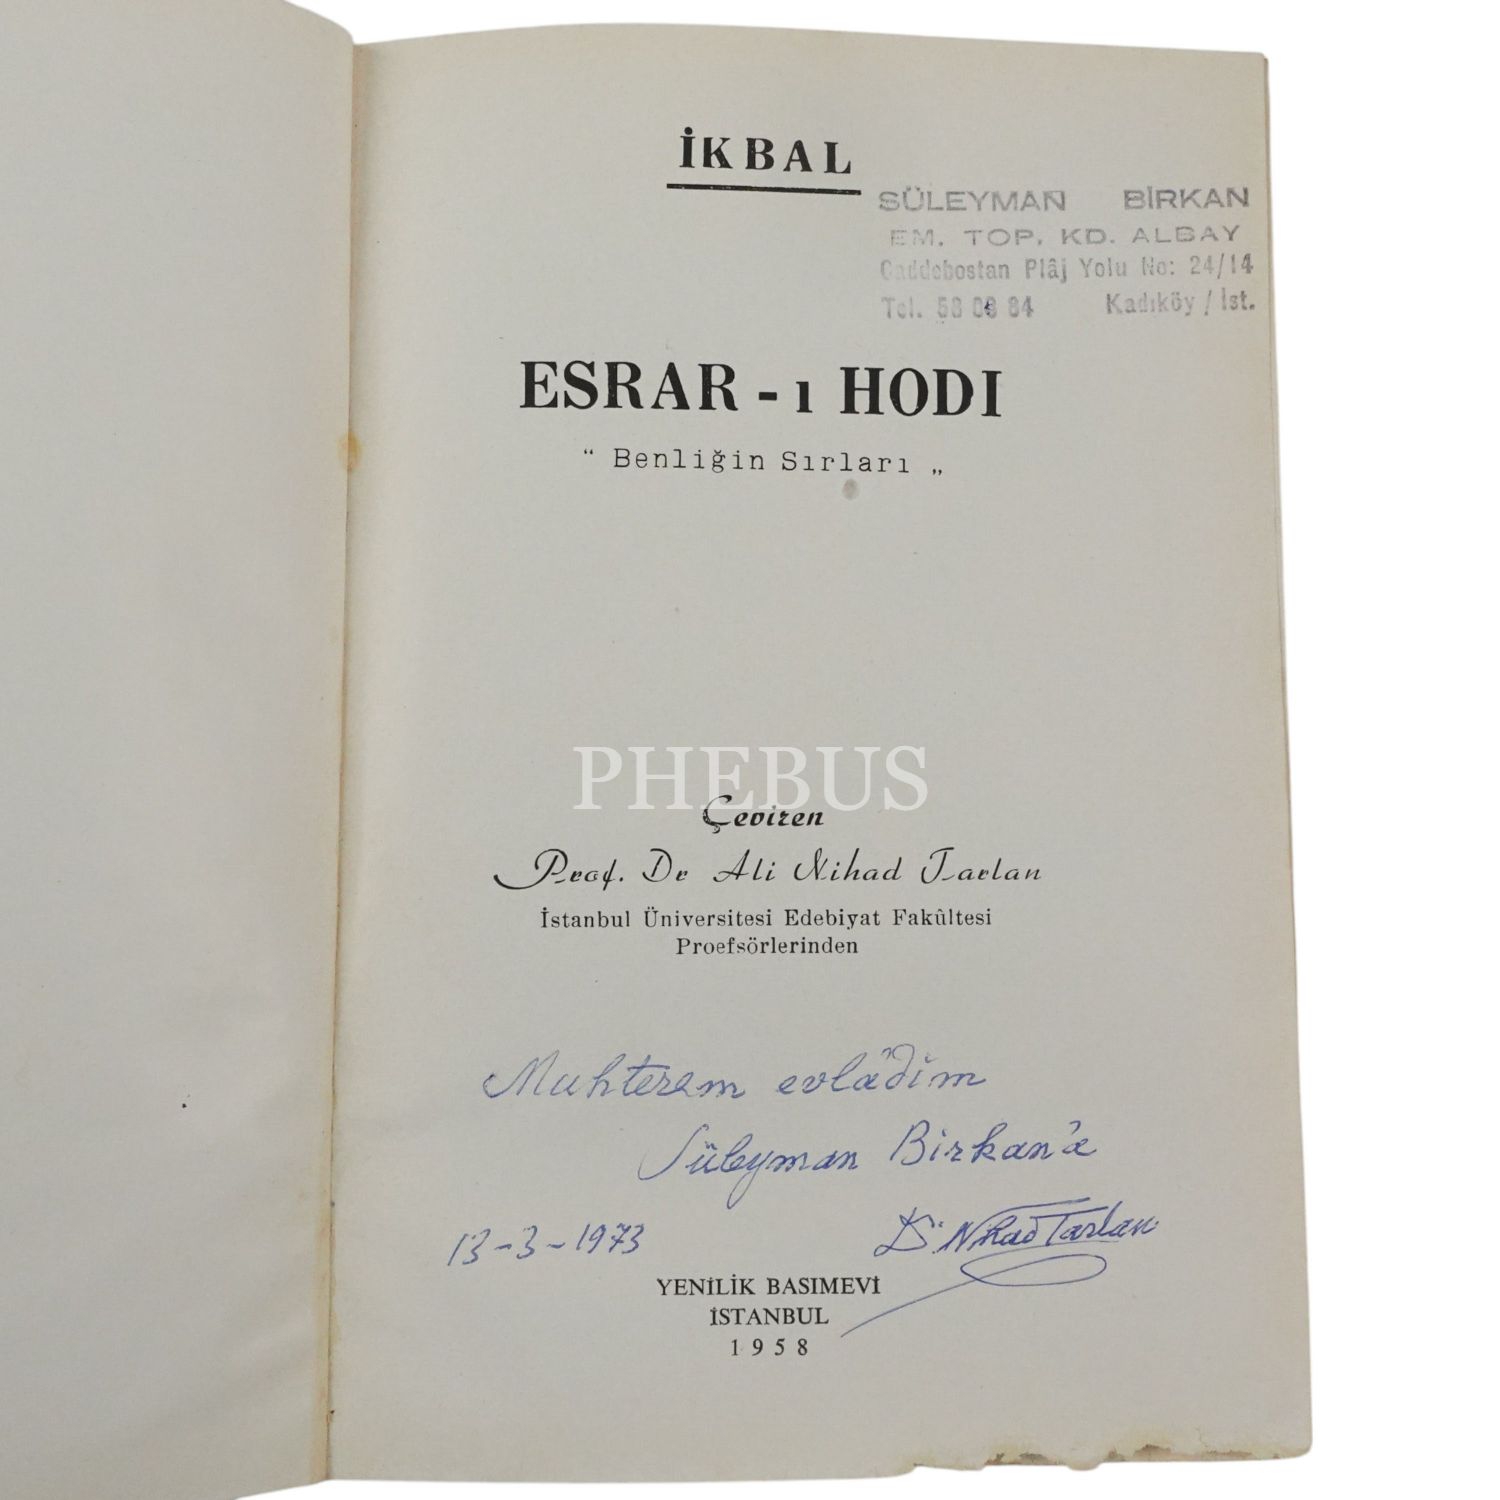 İKBAL
SÜLEYMAN BİRKAN
EM. TOP. KD. ALBAY
Caddebostan Plâj Yolu No: 24/14
Tel. 58 08 84 Kadıköy / İst.
ESRAR - ı HODI
“ Benliğin Sırları „
PHEBUS
Çeviren
Prof. Dr Ali Nihad Tarlan
İstanbul Üniversitesi Edebiyat Fakûltesi
Proefsörlerinden
Muhterem evlâdim
Süleyman Birkan'a
13-3-1973
Dr. Nihad Tarlan
YENİLİK BASIMEVİ
İSTANBUL
1958